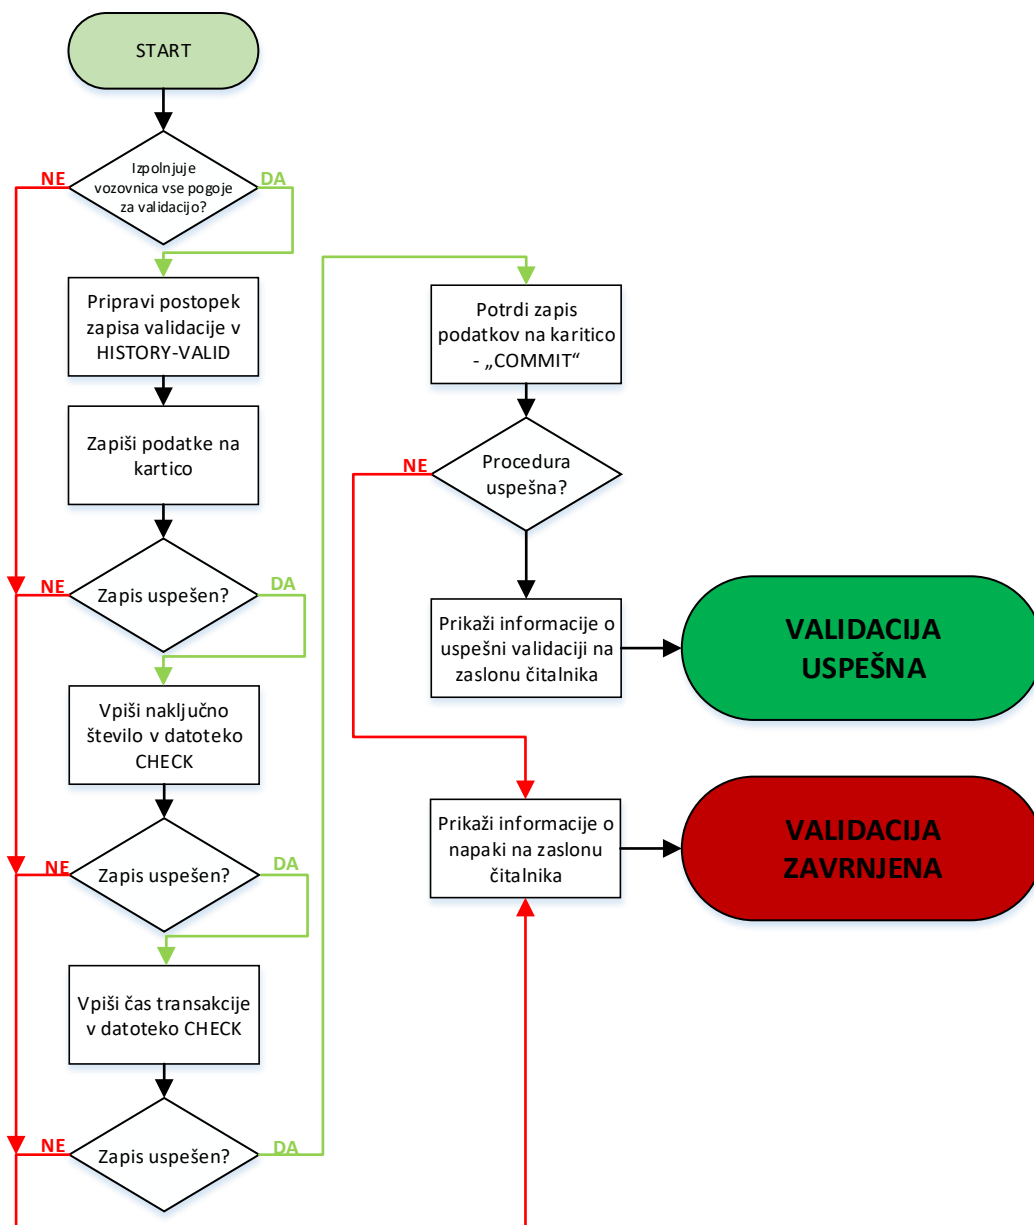 START
Izpolnjuje
vozovnica vse pogoje
za validacijo?
NE
DA
Pripravi postopek
zapisa validacije v
HISTORY-VALID
Zapiši podatke na
kartico
Zapis uspešen?
NE
DA
Vpiši naključno
število v datoteko
CHECK
Zapis uspešen?
NE
DA
Vpiši čas transakcije
v datoteko CHECK
Zapis uspešen?
NE
DA
Potrdi zapis
podatkov na karitico
- „COMMIT“
Procedura
uspešna?
NE
Prikaži informacije o
uspešni validaciji na
zaslonu čitalnika
VALIDACIJA
USPEŠNA
Prikaži informacije o
napaki na zaslonu
čitalnika
VALIDACIJA
ZAVRNJENA